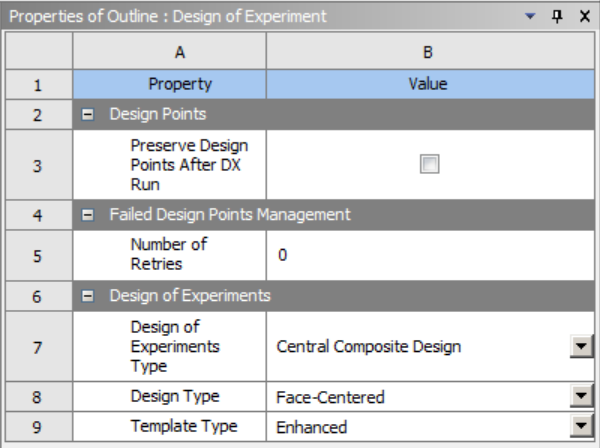 Properties of Outline : Design of Experiment
A B
1 Property Value
2 Design Points
3 Preserve Design
Points After DX
Run
4 Failed Design Points Management
5 Number of
Retries 0
6 Design of Experiments
7 Design of
Experiments
Type Central Composite Design
8 Design Type Face-Centered
9 Template Type Enhanced